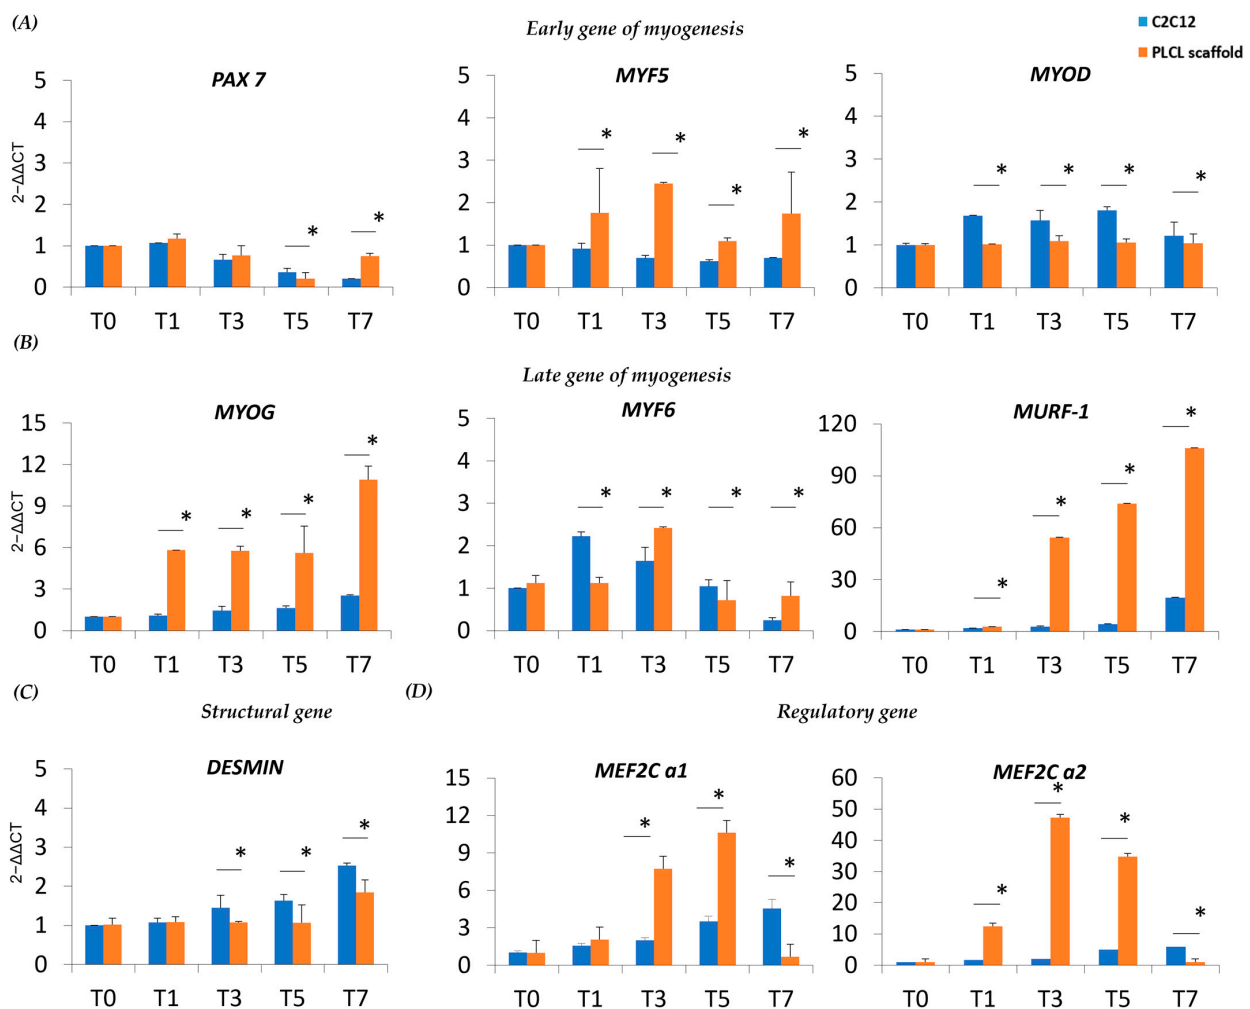 (A)
Early gene of myogenesis
C2C12
PLCL scaffold
PAX 7
MYF5
MYOD
2−ΔΔCT
5
4
3
2
1
0
T0 T1 T3 T5 T7
* *
5
4
3
2
1
0
T0 T1 T3 T5 T7
* * * *
5
4
3
2
1
0
T0 T1 T3 T5 T7
* * * *
(B)
Late gene of myogenesis
MYOG
MYF6
MURF-1
2−ΔΔCT
15
12
9
6
3
0
T0 T1 T3 T5 T7
* * * *
5
4
3
2
1
0
T0 T1 T3 T5 T7
* * * *
120
90
60
30
0
T0 T1 T3 T5 T7
* * * *
(C)
Structural gene
(D)
Regulatory gene
DESMIN
MEF2C α1
MEF2C α2
2−ΔΔCT
5
4
3
2
1
0
T0 T1 T3 T5 T7
* * *
15
12
9
6
3
0
T0 T1 T3 T5 T7
* * *
60
50
40
30
20
10
0
T0 T1 T3 T5 T7
* * * *